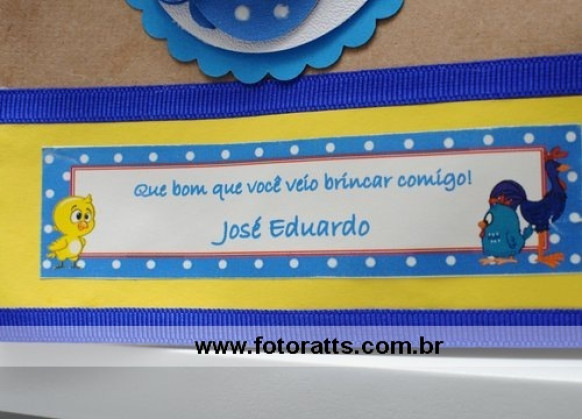 Que bom que você veio brincar comigo!
José Eduardo
www.fotoratts.com.br